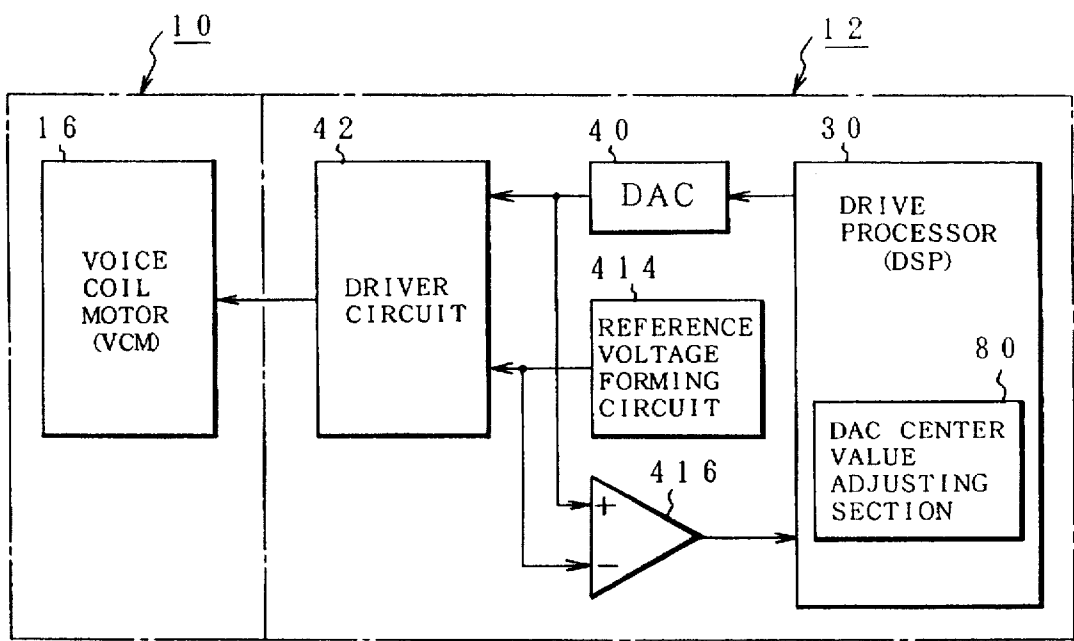 10
12
16
VOICE
COIL
MOTOR
(VCM)
42
DRIVER
CIRCUIT
40
DAC
414
REFERENCE
VOLTAGE
FORMING
CIRCUIT
416
+
−
30
DRIVE
PROCESSOR
(DSP)
80
DAC CENTER
VALUE
ADJUSTING
SECTION